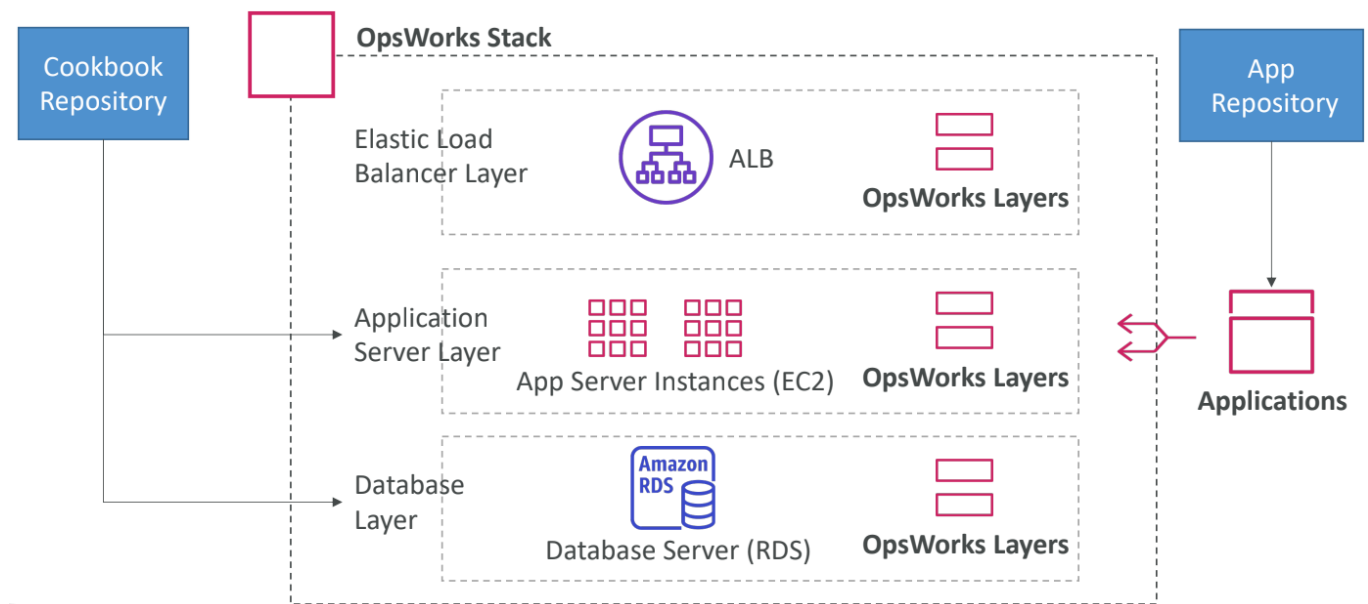 OpsWorks Stack
Cookbook
Repository
App
Repository
Elastic Load
Balancer Layer
ALB
OpsWorks Layers
Application
Server Layer
App Server Instances (EC2)
OpsWorks Layers
Applications
Database
Layer
Amazon
RDS
Database Server (RDS)
OpsWorks Layers